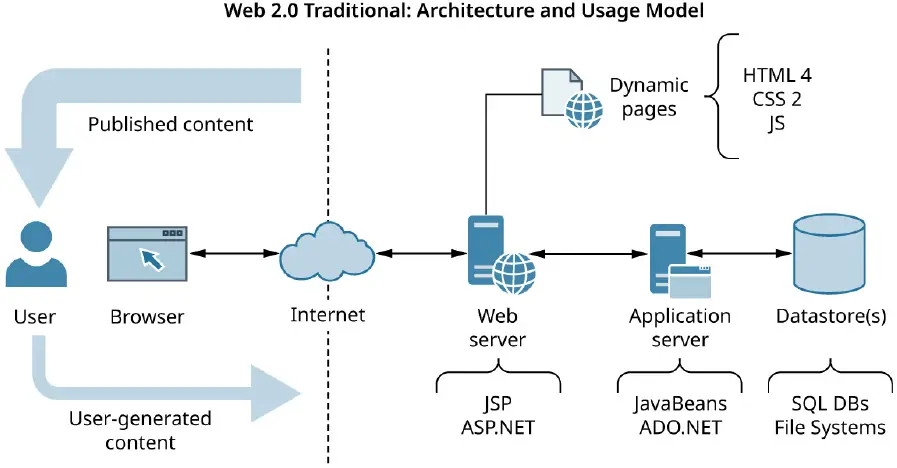 Web 2.0 Traditional: Architecture and Usage Model
Published content
Dynamic
pages
HTML 4
CSS 2
JS
User
Browser
Internet
Web
server
Application
server
Datastore(s)
User-generated
content
JSP
ASP.NET
JavaBeans
ADO.NET
SQL DBs
File Systems